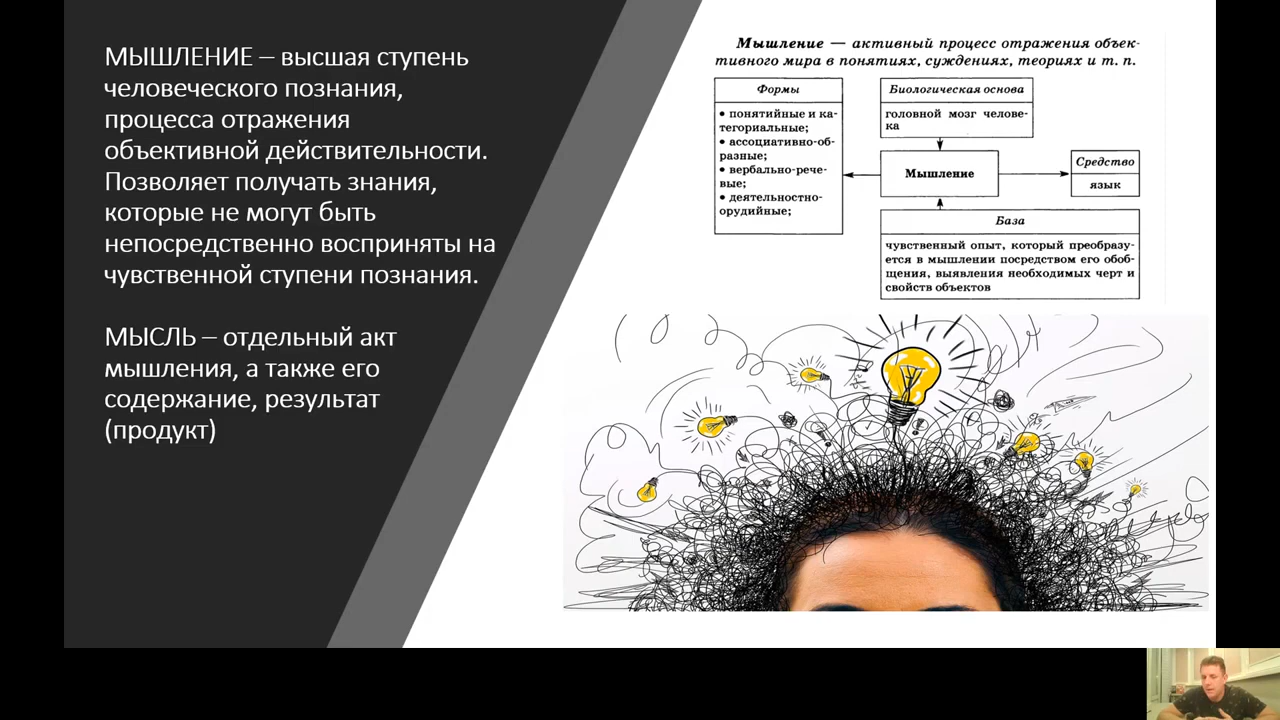 МЫШЛЕНИЕ – высшая ступень
человеческого познания,
процесса отражения
объективной действительности.
Позволяет получать знания,
которые не могут быть
непосредственно восприняты на
чувственной ступени познания.
МЫСЛЬ – отдельный акт
мышления, а также его
содержание, результат
(продукт)
Мышление — активный процесс отражения объек-
тивного мира в понятиях, суждениях, теориях и т. п.
Формы
• понятийные и ка-
тегориальные;
• ассоциативно-об-
разные;
• вербально-рече-
вые;
• деятельностно-
орудийные;
Биологическая основа
головной мозг челове-
ка
Мышление
Средство
язык
База
чувственный опыт, который преобразу-
ется в мышлении посредством его обоб-
щения, выявления необходимых черт и
свойств объектов